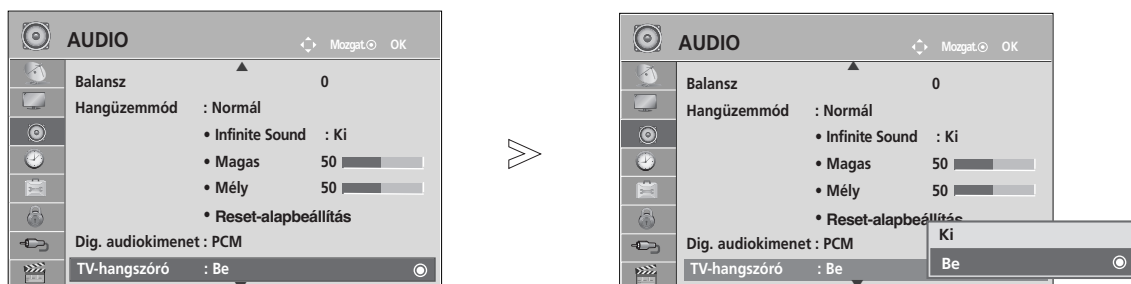 AUDIO
Mozgat. OK
Balansz 0
Hangüzemmód : Normál
• Infinite Sound : Ki
• Magas 50
• Mély 50
• Reset-alapbeállítás
Dig. audiokimenet : PCM
TV-hangszóró : Be
AUDIO
Mozgat. OK
Balansz 0
Hangüzemmód : Normál
• Infinite Sound : Ki
• Magas 50
• Mély 50
• Reset-alapbeállítás
Dig. audiokimenet : PCM
TV-hangszóró : Be
Ki
Be